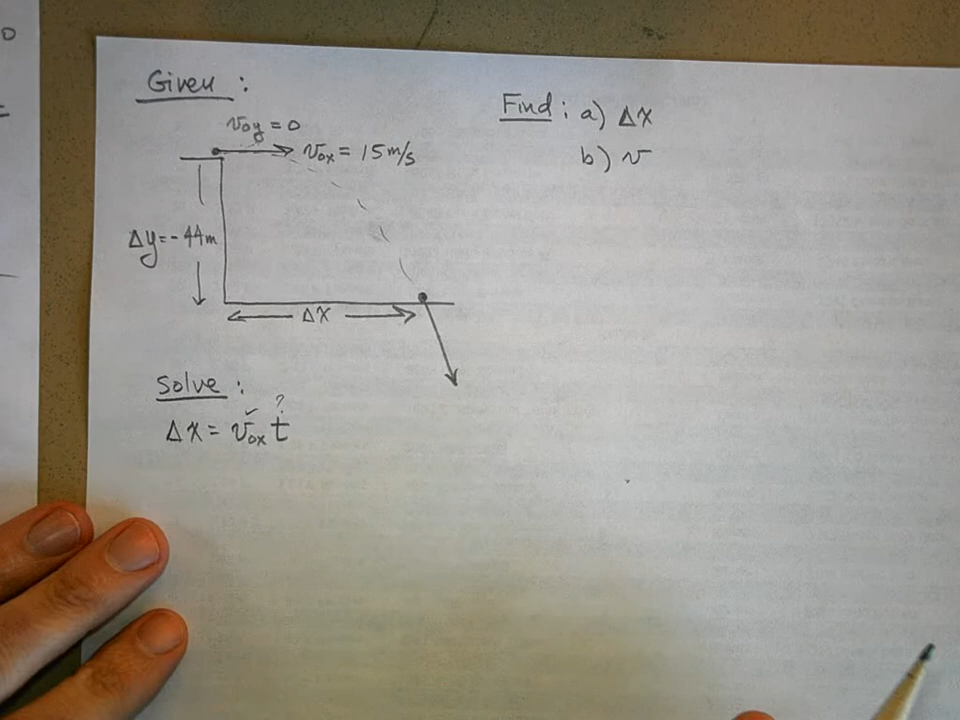 Given :
Find : a) Δx
b) v
v₀y = 0
v₀x = 15 m/s
Δy = - 44m
Δx
Solve :
✓ ?
Δx = v₀x t